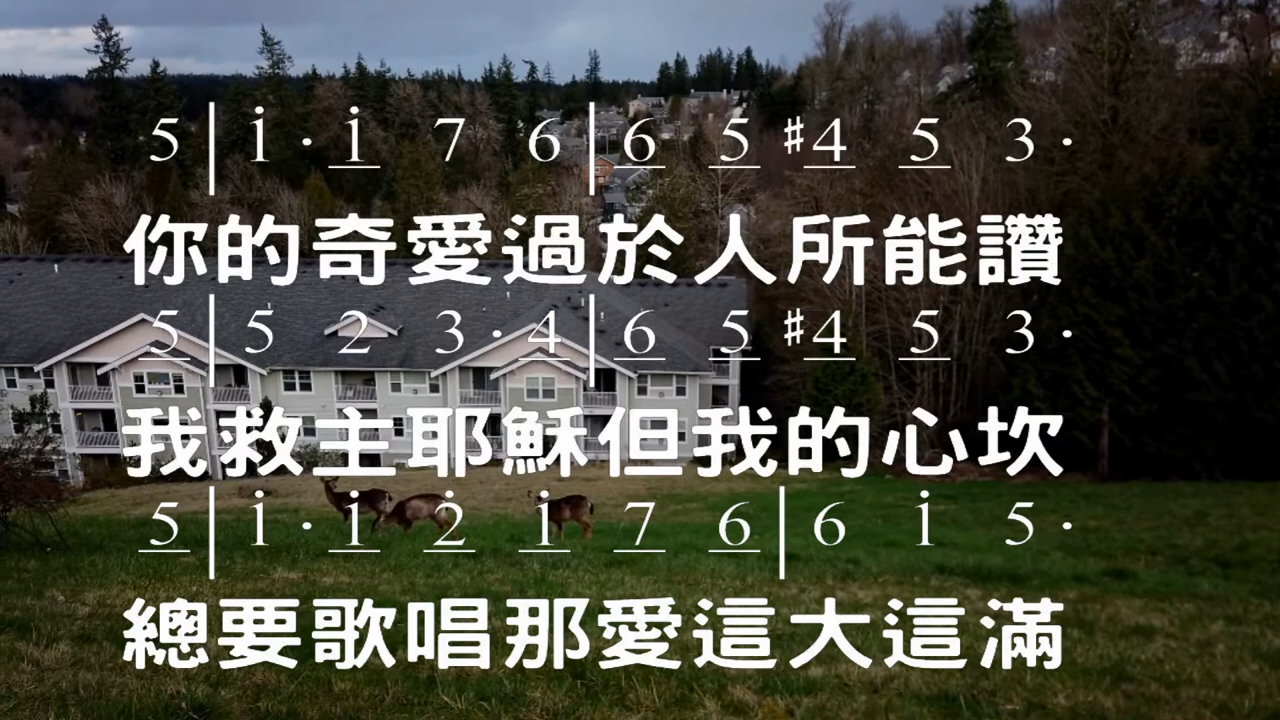 5 | i · i 7 6 | 6 5 #4 5 3 ·
你的奇愛過於人所能讚
5 | 5 2 3 · 4 | 6 5 #4 5 3 ·
我救主耶穌但我的心坎
5 | i · i 2̇ i 7 6 | 6 i 5 ·
總要歌唱那愛這大這滿